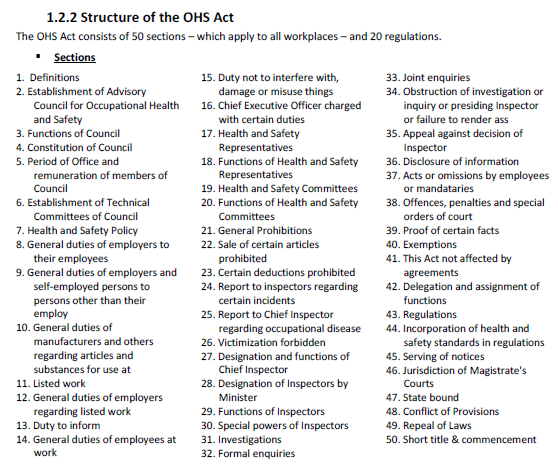 1.2.2 Structure of the OHS Act
The OHS Act consists of 50 sections – which apply to all workplaces – and 20 regulations.
▪ Sections
1. Definitions
2. Establishment of Advisory
Council for Occupational Health
and Safety
3. Functions of Council
4. Constitution of Council
5. Period of Office and
remuneration of members of
Council
6. Establishment of Technical
Committees of Council
7. Health and Safety Policy
8. General duties of employers to
their employees
9. General duties of employers and
self-employed persons to
persons other than their
employ
10. General duties of
manufacturers and others
regarding articles and
substances for use at
11. Listed work
12. General duties of employers
regarding listed work
13. Duty to inform
14. General duties of employees at
work
15. Duty not to interfere with,
damage or misuse things
16. Chief Executive Officer charged
with certain duties
17. Health and Safety
Representatives
18. Functions of Health and Safety
Representatives
19. Health and Safety Committees
20. Functions of Health and Safety
Committees
21. General Prohibitions
22. Sale of certain articles
prohibited
23. Certain deductions prohibited
24. Report to inspectors regarding
certain incidents
25. Report to Chief Inspector
regarding occupational disease
26. Victimization forbidden
27. Designation and functions of
Chief Inspector
28. Designation of Inspectors by
Minister
29. Functions of Inspectors
30. Special powers of Inspectors
31. Investigations
32. Formal enquiries
33. Joint enquiries
34. Obstruction of investigation or
inquiry or presiding Inspector
or failure to render ass
35. Appeal against decision of
Inspector
36. Disclosure of information
37. Acts or omissions by employees
or mandataries
38. Offences, penalties and special
orders of court
39. Proof of certain facts
40. Exemptions
41. This Act not affected by
agreements
42. Delegation and assignment of
functions
43. Regulations
44. Incorporation of health and
safety standards in regulations
45. Serving of notices
46. Jurisdiction of Magistrate's
Courts
47. State bound
48. Conflict of Provisions
49. Repeal of Laws
50. Short title & commencement